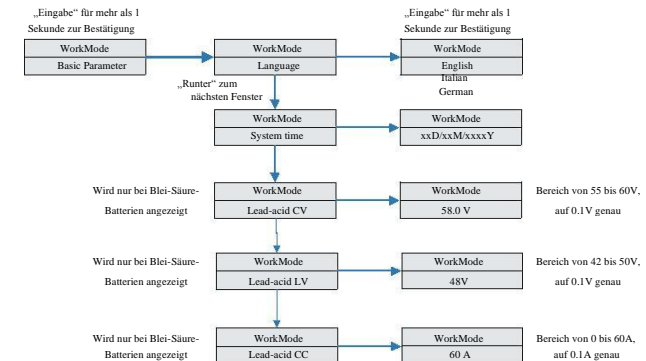 „Eingabe“ für mehr als 1
Sekunde zur Bestätigung
„Eingabe“ für mehr als 1
Sekunde zur Bestätigung
WorkMode
Basic Parameter
WorkMode
Language
WorkMode
English
Italian
German
„Runter“ zum
nächsten Fenster
WorkMode
System time
WorkMode
xxD/xxM/xxxxY
Wird nur bei Blei-Säure-
Batterien angezeigt
WorkMode
Lead-acid CV
WorkMode
58.0 V
Bereich von 55 bis 60V,
auf 0.1V genau
Wird nur bei Blei-Säure-
Batterien angezeigt
WorkMode
Lead-acid LV
WorkMode
48V
Bereich von 42 bis 50V,
auf 0.1V genau
Wird nur bei Blei-Säure-
Batterien angezeigt
WorkMode
Lead-acid CC
WorkMode
60 A
Bereich von 0 bis 60A,
auf 0.1A genau